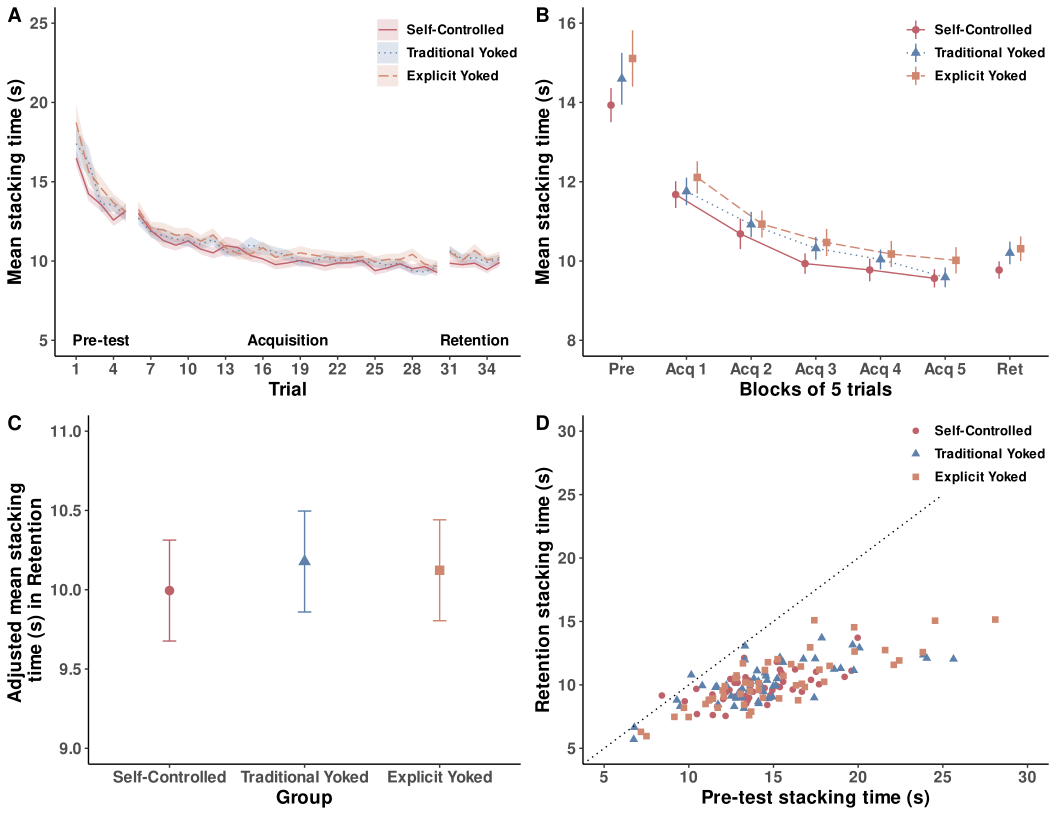 A
Mean stacking time (s)
25
20
15
10
5
Self-Controlled
Traditional Yoked
Explicit Yoked
Pre-test Acquisition Retention
1 4 7 10 13 16 19 22 25 28 31 34
Trial
B
Mean stacking time (s)
16
14
12
10
8
Self-Controlled
Traditional Yoked
Explicit Yoked
Pre Acq 1 Acq 2 Acq 3 Acq 4 Acq 5 Ret
Blocks of 5 trials
C
Adjusted mean stacking
time (s) in Retention
11.0
10.5
10.0
9.5
9.0
Self-Controlled Traditional Yoked Explicit Yoked
Group
D
Retention stacking time (s)
30
25
20
15
10
5
Self-Controlled
Traditional Yoked
Explicit Yoked
5 10 15 20 25 30
Pre-test stacking time (s)